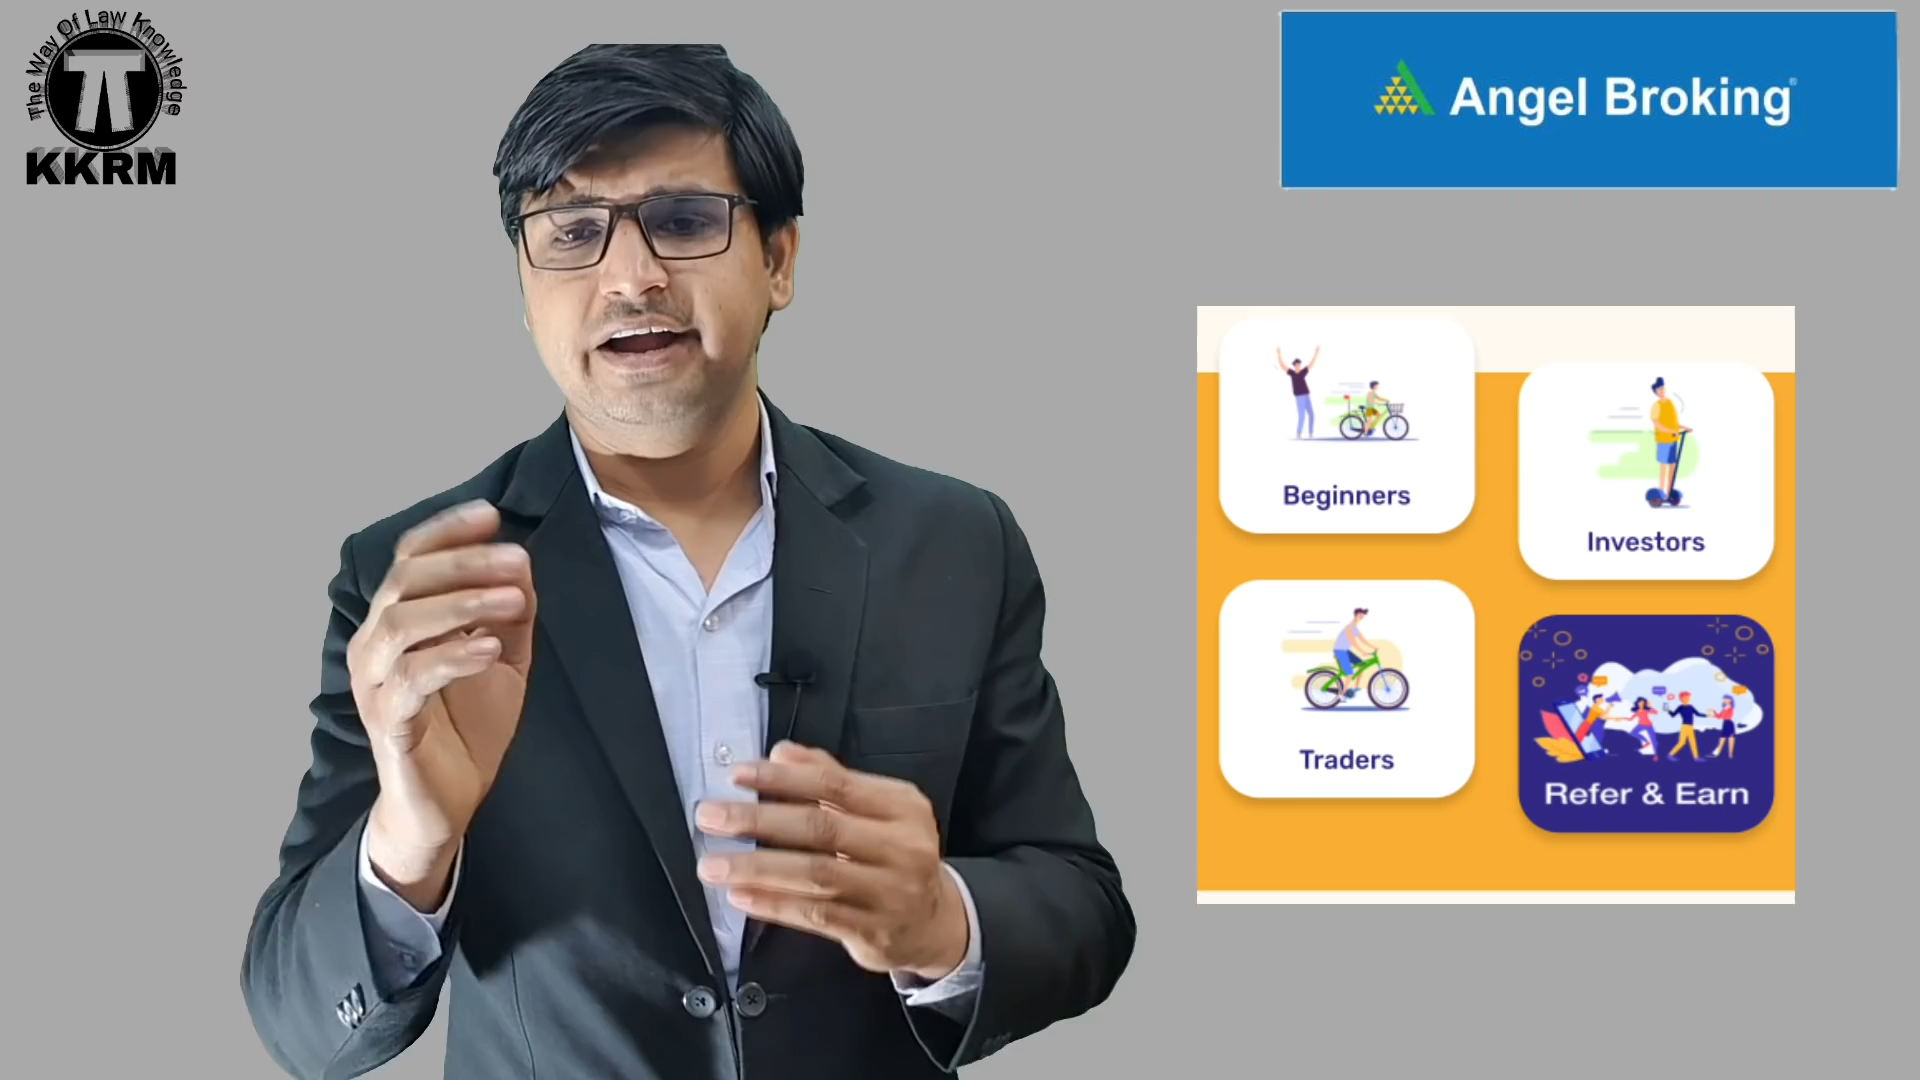 The Way Of Law Knowledge
KKRM
Angel Broking
Beginners
Investors
Traders
Refer & Earn